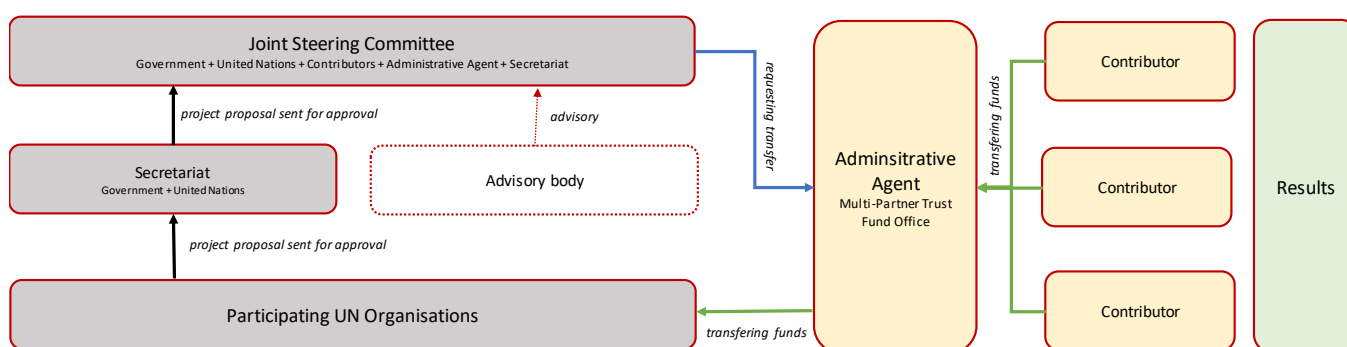 Joint Steering Committee
Government + United Nations + Contributors + Administrative Agent + Secretariat
project proposal sent for approval
advisory
Secretariat
Government + United Nations
Advisory body
project proposal sent for approval
Participating UN Organisations
requesting transfer
transfering funds
Adminsitrative
Agent
Multi-Partner Trust
Fund Office
transfering funds
Contributor
Contributor
Contributor
Results